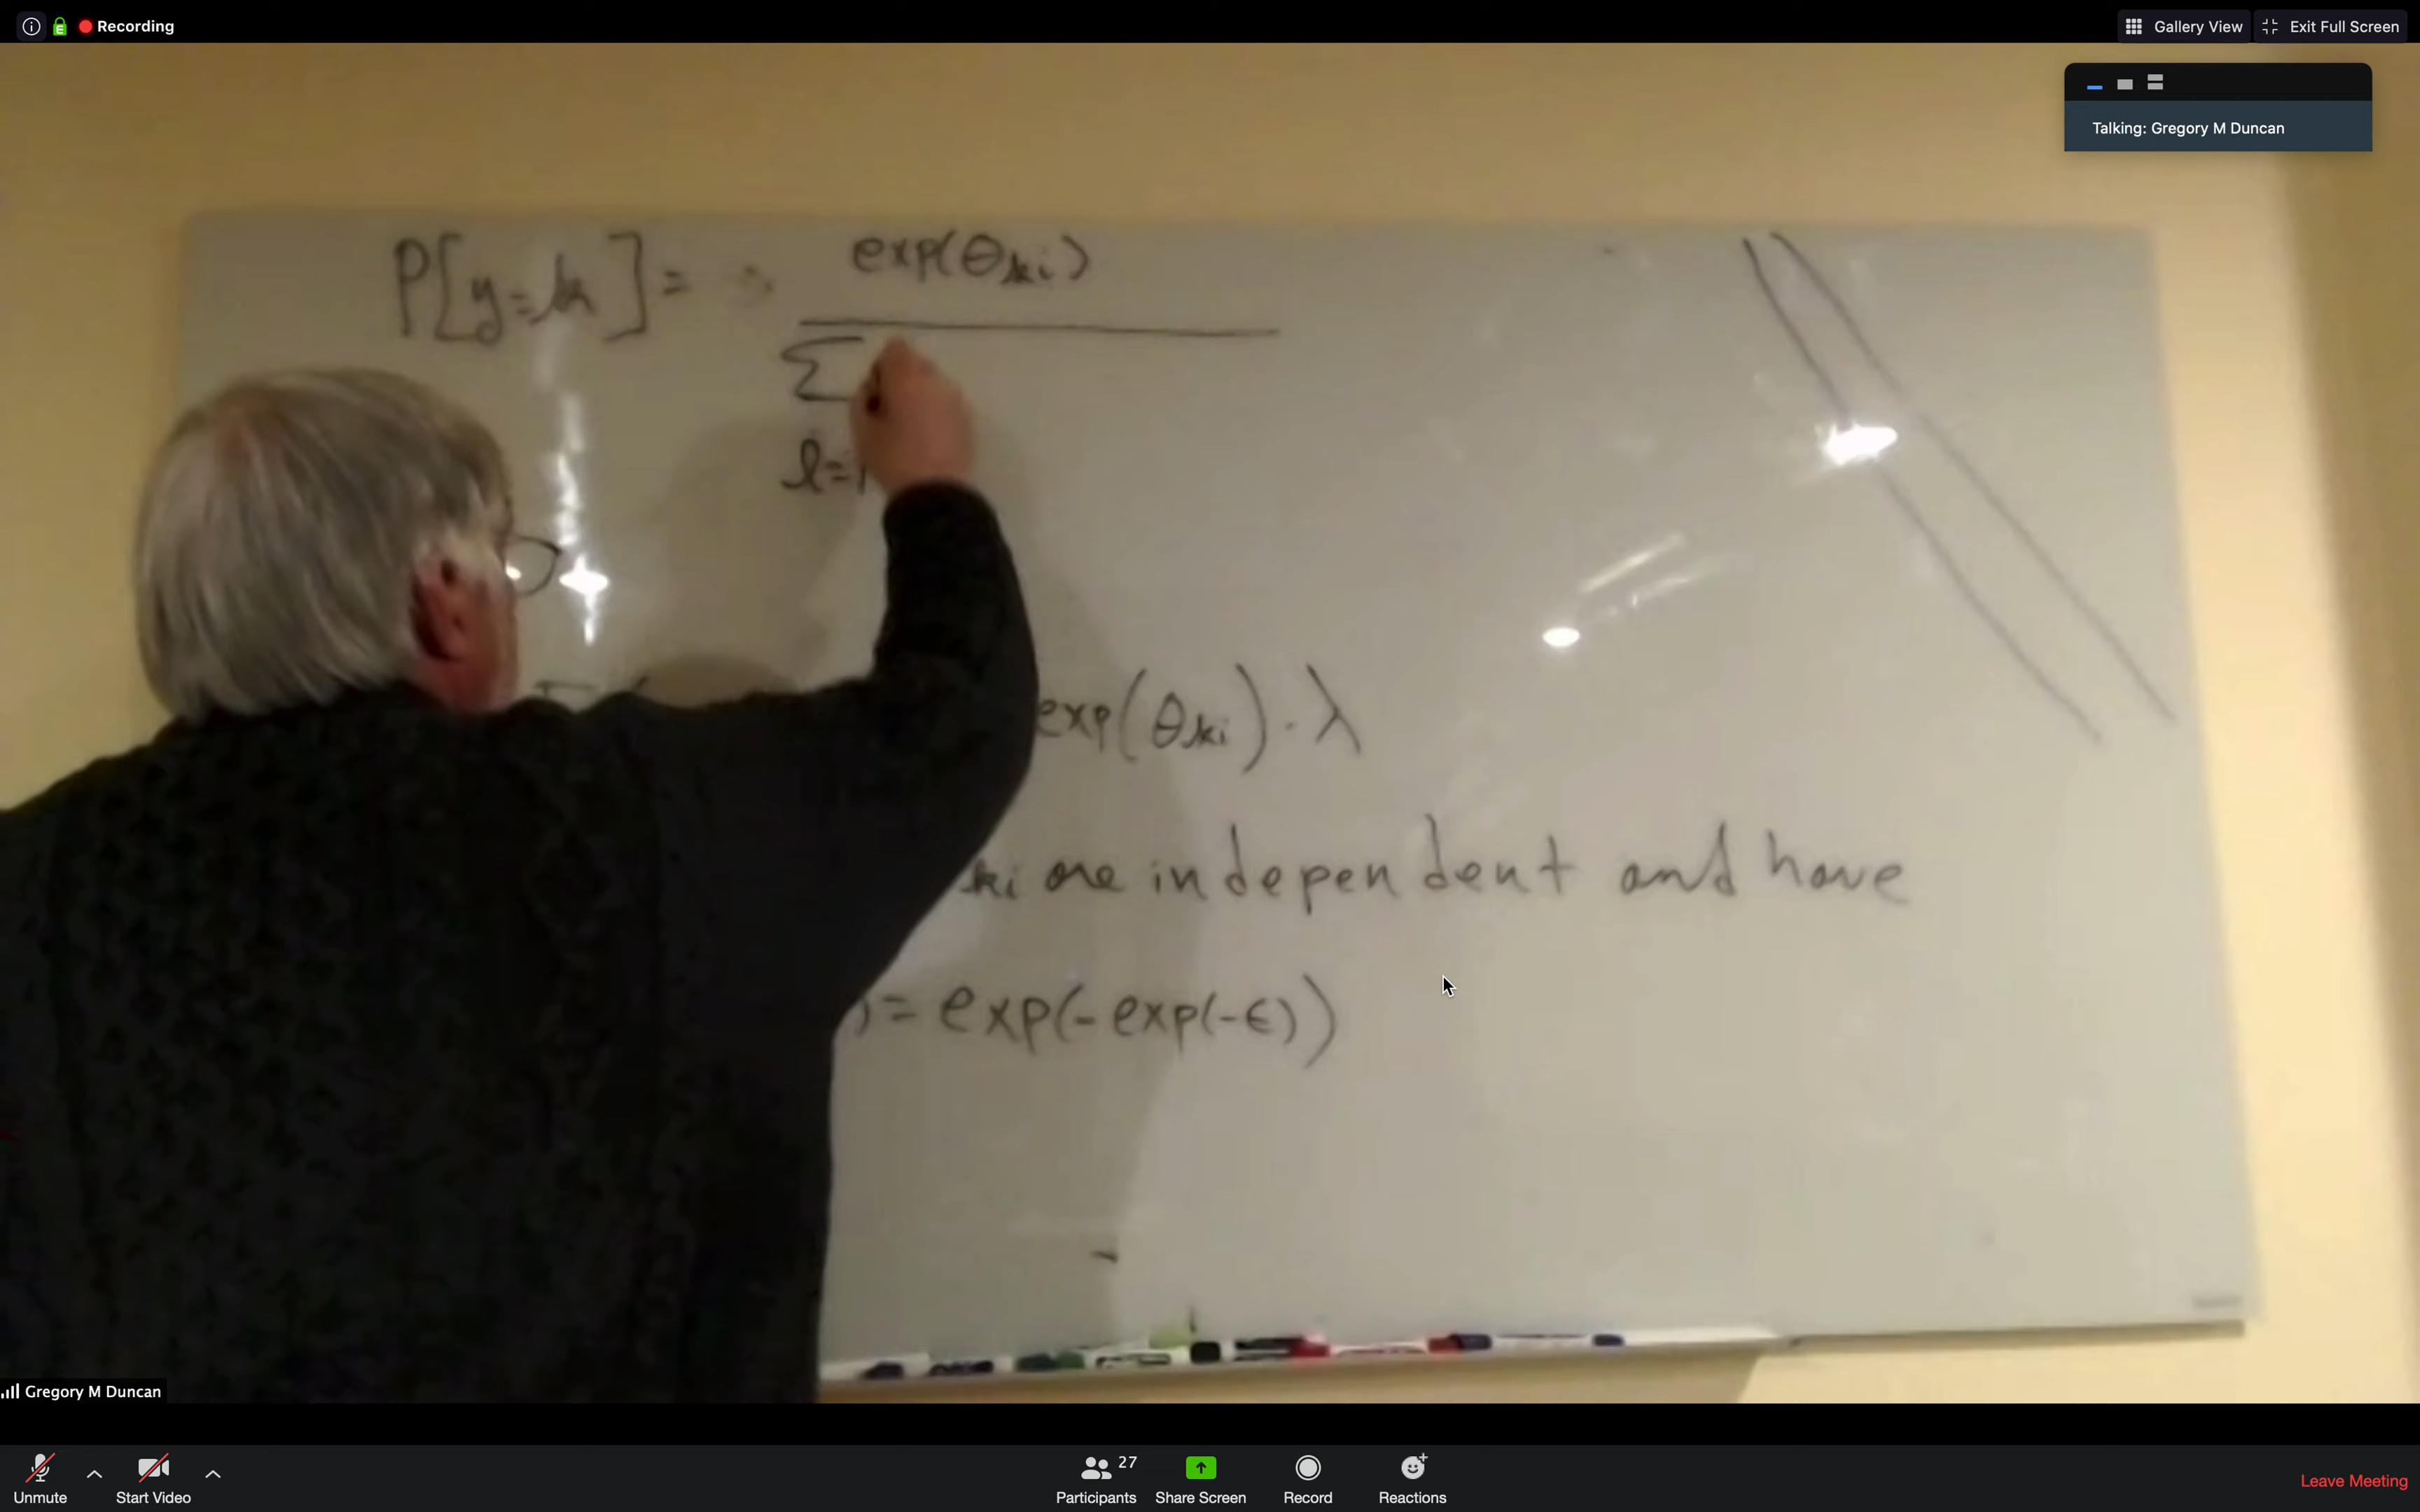 Recording
Gallery View
Exit Full Screen
Talking: Gregory M Duncan
P[y=k]= exp(θki)
Σ
l=1
exp(θki)·λ
ki are independent and have
)= exp(-exp(-ϵ))
Gregory M Duncan
Unmute
Start Video
27
Participants
Share Screen
Record
Reactions
Leave Meeting